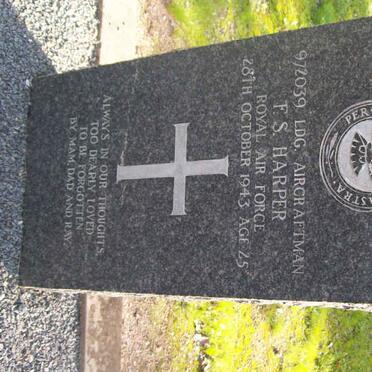 PER
ASTRA
972039 LDG. AIRCRAFTMAN
F. S. HARPER
ROYAL AIR FORCE
28TH OCTOBER 1943 AGE 25
ALWAYS IN OUR THOUGHTS
TOO DEARLY LOVED
TO BE FORGOTTEN
BY MAM, DAD AND RAY